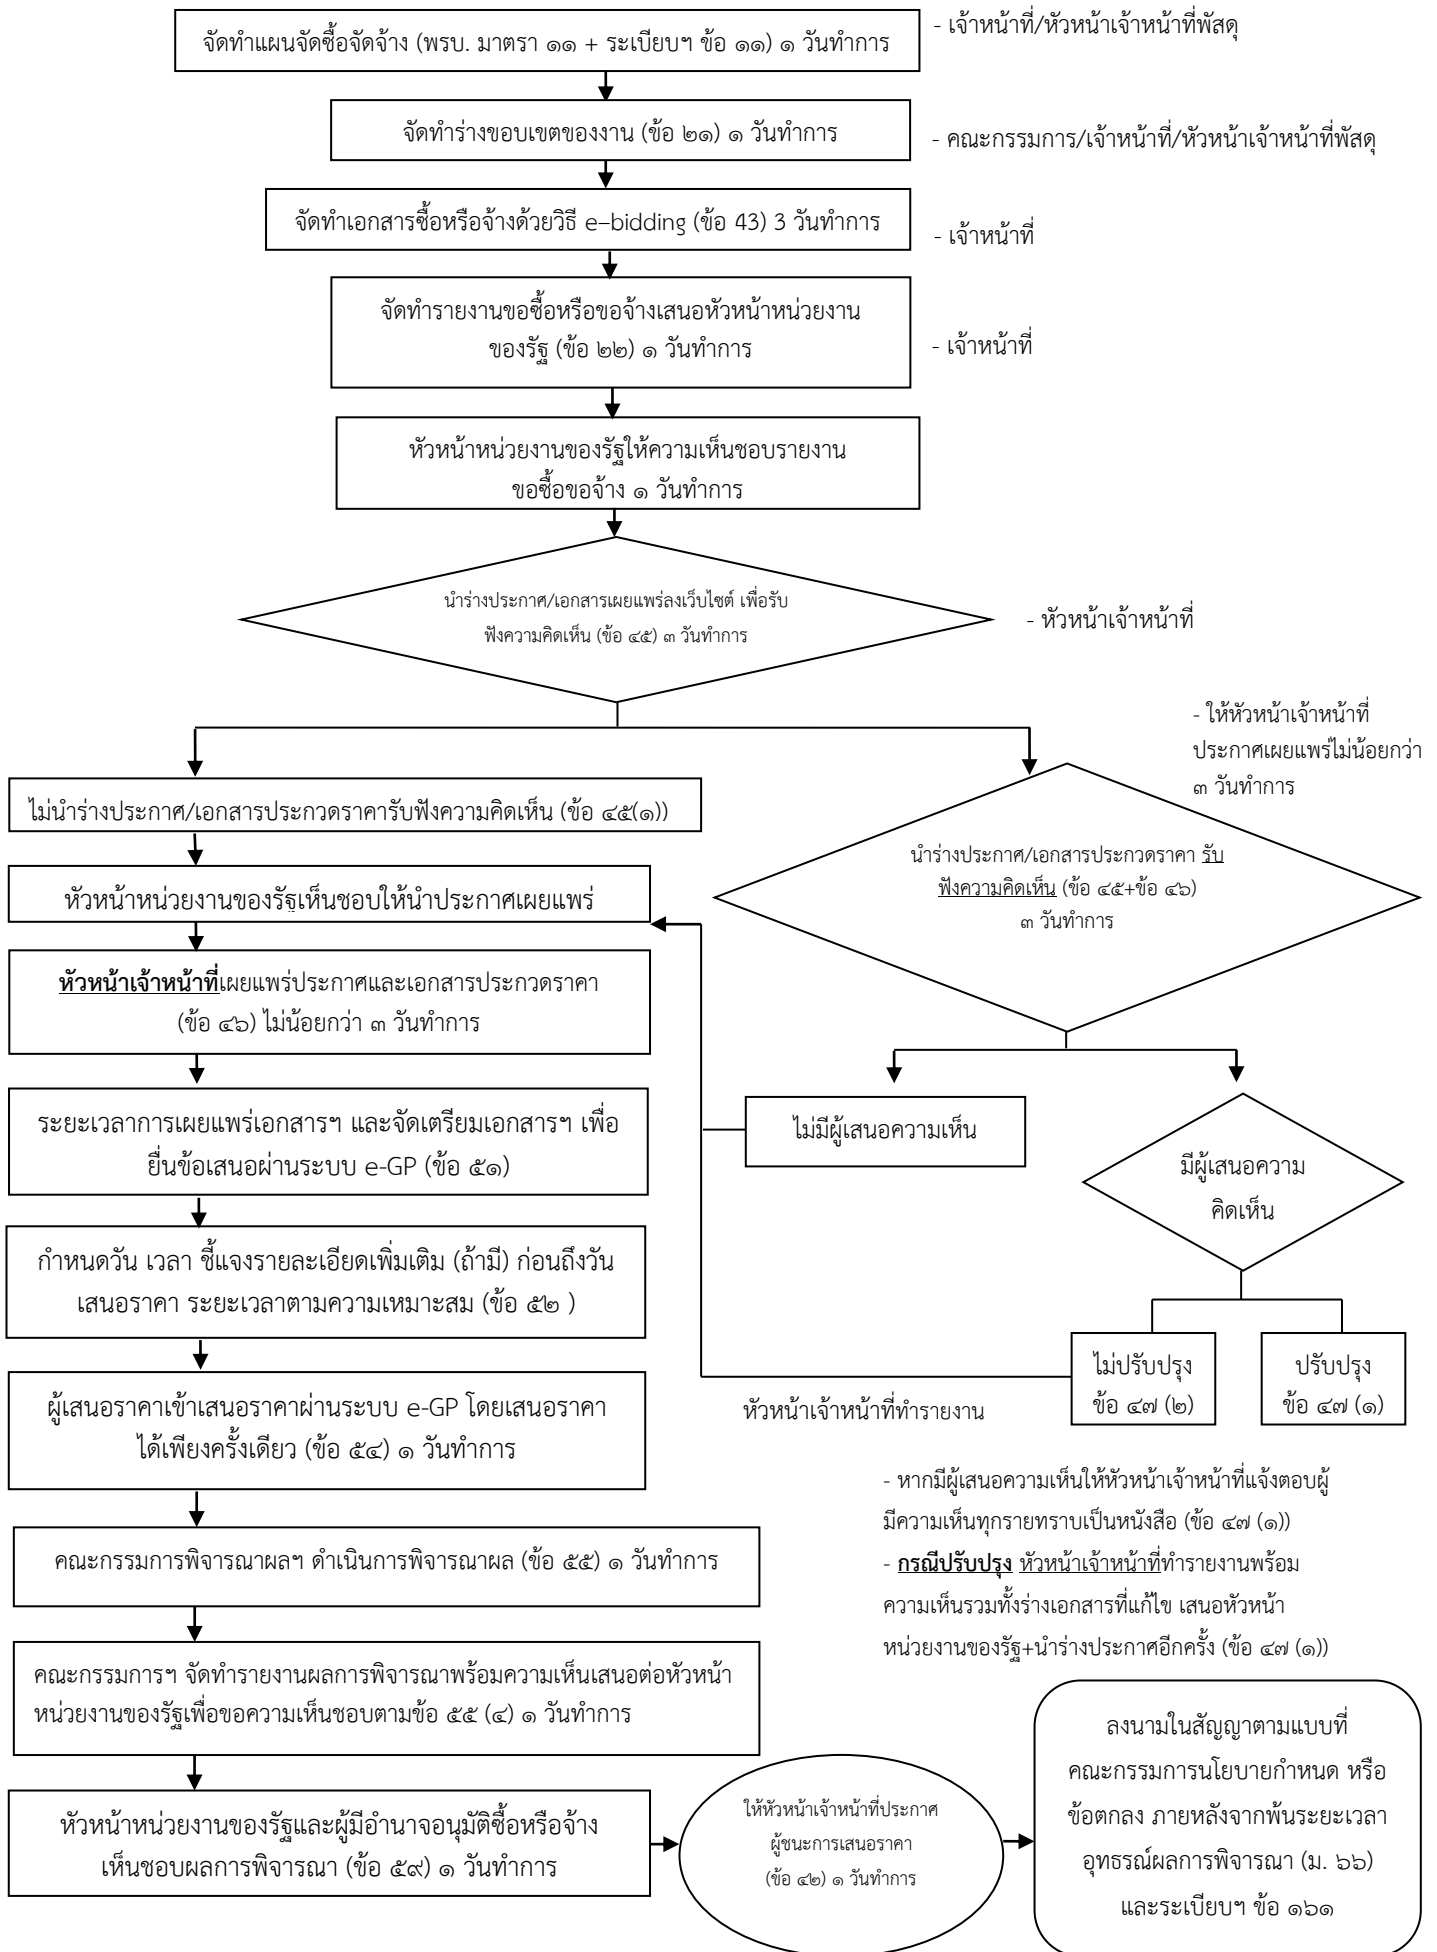 จัดทำแผนจัดซื้อจัดจ้าง (พรบ. มาตรา ๑๑ + ระเบียบฯ ข้อ ๑๑) ๑ วันทำการ
- เจ้าหน้าที่/หัวหน้าเจ้าหน้าที่พัสดุ
จัดทำร่างขอบเขตของงาน (ข้อ ๒๑) ๑ วันทำการ
- คณะกรรมการ/เจ้าหน้าที่/หัวหน้าเจ้าหน้าที่พัสดุ
จัดทำเอกสารซื้อหรือจ้างด้วยวิธี e–bidding (ข้อ 43) 3 วันทำการ
- เจ้าหน้าที่
จัดทำรายงานขอซื้อหรือขอจ้างเสนอหัวหน้าหน่วยงาน
ของรัฐ (ข้อ ๒๒) ๑ วันทำการ
- เจ้าหน้าที่
หัวหน้าหน่วยงานของรัฐให้ความเห็นชอบรายงาน
ขอซื้อขอจ้าง ๑ วันทำการ
นำร่างประกาศ/เอกสารเผยแพร่ลงเว็บไซต์ เพื่อรับ
ฟังความคิดเห็น (ข้อ ๔๕) ๓ วันทำการ
- หัวหน้าเจ้าหน้าที่
- ให้หัวหน้าเจ้าหน้าที่
ประกาศเผยแพร่ไม่น้อยกว่า
๓ วันทำการ
ไม่นำร่างประกาศ/เอกสารประกวดราคารับฟังความคิดเห็น (ข้อ ๔๕(๑))
นำร่างประกาศ/เอกสารประกวดราคา รับ
ฟังความคิดเห็น (ข้อ ๔๕+ข้อ ๔๖)
๓ วันทำการ
หัวหน้าหน่วยงานของรัฐเห็นชอบให้นำประกาศเผยแพร่
หัวหน้าเจ้าหน้าที่เผยแพร่ประกาศและเอกสารประกวดราคา
(ข้อ ๔๖) ไม่น้อยกว่า ๓ วันทำการ
ระยะเวลาการเผยแพร่เอกสารฯ และจัดเตรียมเอกสารฯ เพื่อ
ยื่นข้อเสนอผ่านระบบ e-GP (ข้อ ๕๑)
ไม่มีผู้เสนอความเห็น
มีผู้เสนอความ
คิดเห็น
กำหนดวัน เวลา ชี้แจงรายละเอียดเพิ่มเติม (ถ้ามี) ก่อนถึงวัน
เสนอราคา ระยะเวลาตามความเหมาะสม (ข้อ ๕๒ )
ไม่ปรับปรุง
ข้อ ๔๗ (๒)
ปรับปรุง
ข้อ ๔๗ (๑)
ผู้เสนอราคาเข้าเสนอราคาผ่านระบบ e-GP โดยเสนอราคา
ได้เพียงครั้งเดียว (ข้อ ๕๔) ๑ วันทำการ
หัวหน้าเจ้าหน้าที่ทำรายงาน
- หากมีผู้เสนอความเห็นให้หัวหน้าเจ้าหน้าที่แจ้งตอบผู้
มีความเห็นทุกรายทราบเป็นหนังสือ (ข้อ ๔๗ (๑))
- กรณีปรับปรุง หัวหน้าเจ้าหน้าที่ทำรายงานพร้อม
ความเห็นรวมทั้งร่างเอกสารที่แก้ไข เสนอหัวหน้า
หน่วยงานของรัฐ+นำร่างประกาศอีกครั้ง (ข้อ ๔๗ (๑))
คณะกรรมการพิจารณาผลฯ ดำเนินการพิจารณาผล (ข้อ ๕๕) ๑ วันทำการ
คณะกรรมการฯ จัดทำรายงานผลการพิจารณาพร้อมความเห็นเสนอต่อหัวหน้า
หน่วยงานของรัฐเพื่อขอความเห็นชอบตามข้อ ๕๕ (๔) ๑ วันทำการ
หัวหน้าหน่วยงานของรัฐและผู้มีอำนาจอนุมัติซื้อหรือจ้าง
เห็นชอบผลการพิจารณา (ข้อ ๕๙) ๑ วันทำการ
ให้หัวหน้าเจ้าหน้าที่ประกาศ
ผู้ชนะการเสนอราคา
(ข้อ ๔๒) ๑ วันทำการ
ลงนามในสัญญาตามแบบที่
คณะกรรมการนโยบายกำหนด หรือ
ข้อตกลง ภายหลังจากพ้นระยะเวลา
อุทธรณ์ผลการพิจารณา (ม. ๖๖)
และระเบียบฯ ข้อ ๑๖๑